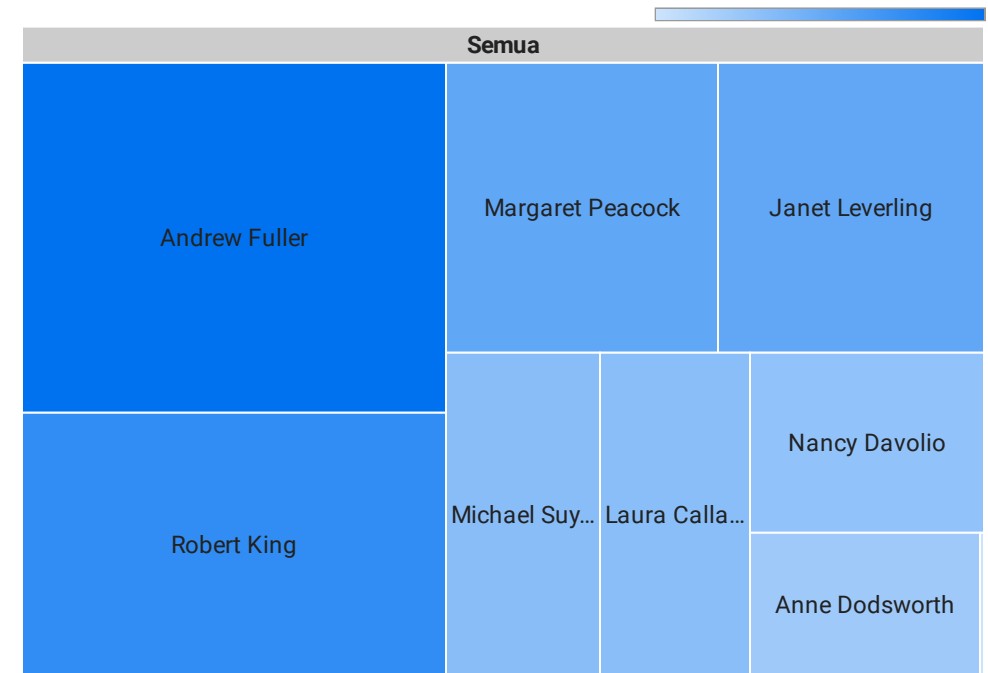 Semua
Andrew Fuller
Margaret Peacock
Janet Leverling
Robert King
Michael Suy...
Laura Calla...
Nancy Davolio
Anne Dodsworth